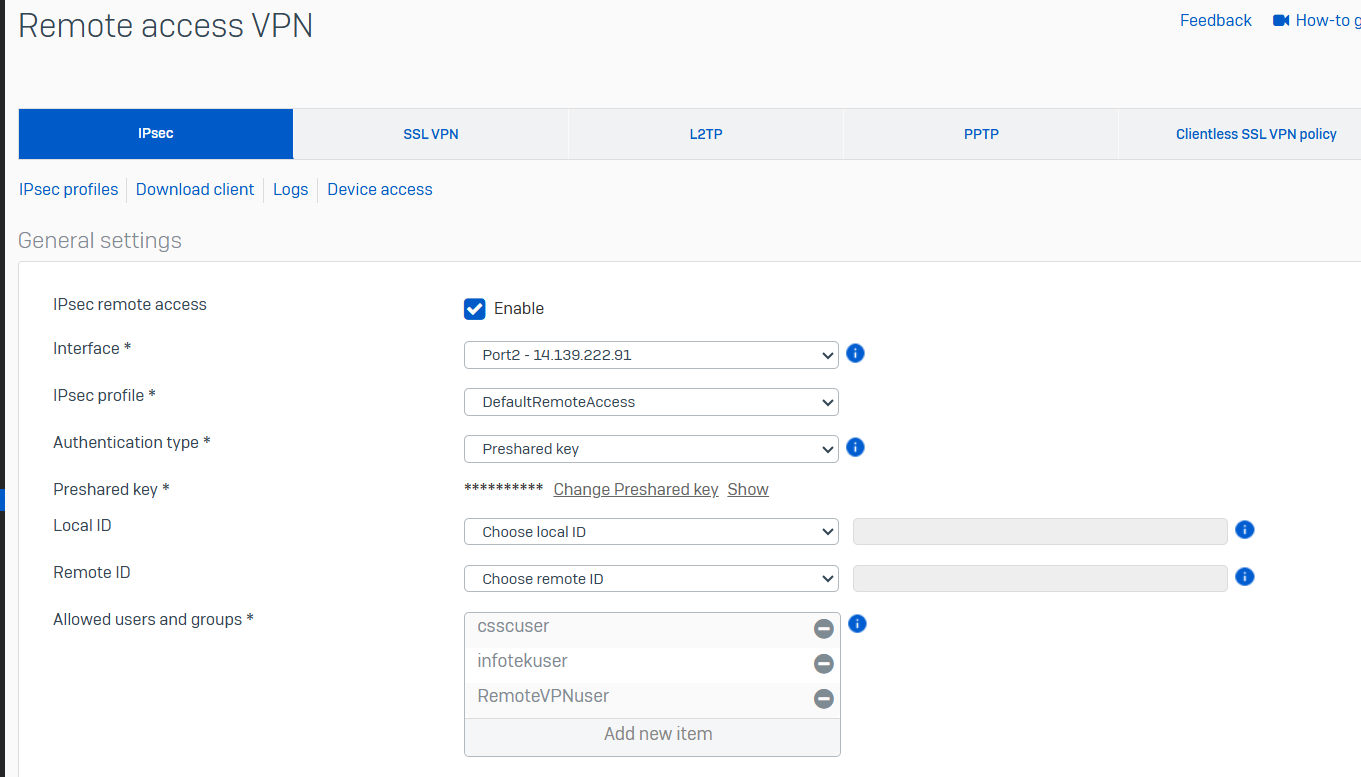 Remote access VPN
Feedback How-to g
IPsec SSL VPN L2TP PPTP Clientless SSL VPN policy
IPsec profiles Download client Logs Device access
General settings
IPsec remote access Enable
Interface * Port2 - 14.139.222.91
IPsec profile * DefaultRemoteAccess
Authentication type * Preshared key
Preshared key * ********** Change Preshared key Show
Local ID Choose local ID
Remote ID Choose remote ID
Allowed users and groups * csscuser
infotekuser
RemoteVPNuser
Add new item